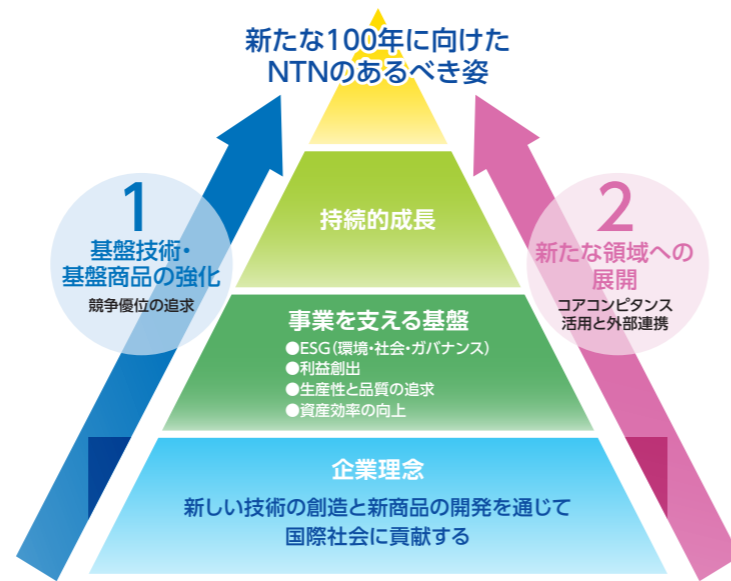 新たな100年に向けた
NTNのあるべき姿
1
基盤技術・
基盤商品の強化
競争優位の追求
2
新たな領域への
展開
コアコンピタンス
活用と外部連携
持続的成長
事業を支える基盤
●ESG(環境・社会・ガバナンス)
●利益創出
●生産性と品質の追求
●資産効率の向上
企業理念
新しい技術の創造と新商品の開発を通じて
国際社会に貢献する